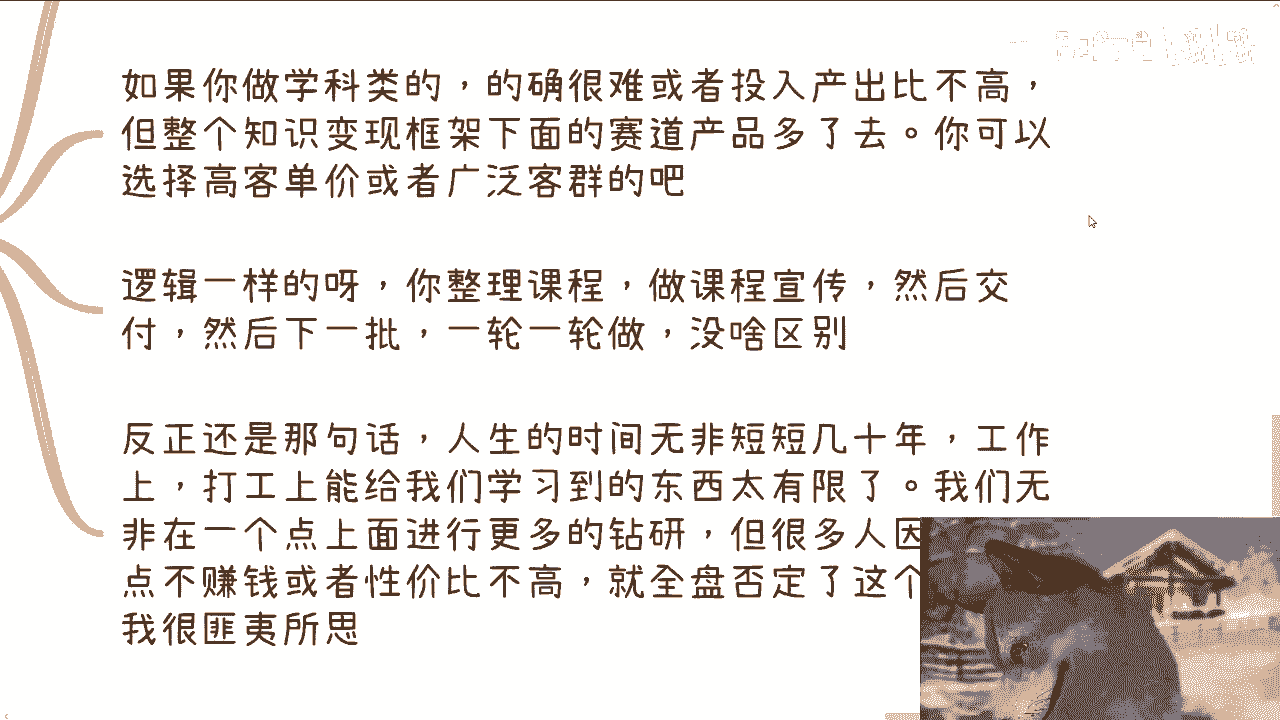 如果你做学科类的，的确很难或者投入产出比不高，
但整个知识变现框架下面的赛道产品多了去。你可以
选择高客单价或者广泛客群的吧
逻辑一样的呀，你整理课程，做课程宣传，然后交
付，然后下一批，一轮一轮做，没啥区别
反正还是那句话，人生的时间无非短短几十年，工作
上，打工上能给我们学习到的东西太有限了。我们无
非在一个点上面进行更多的钻研，但很多人因
点不赚钱或者性价比不高，就全盘否定了这个
我很匪夷所思